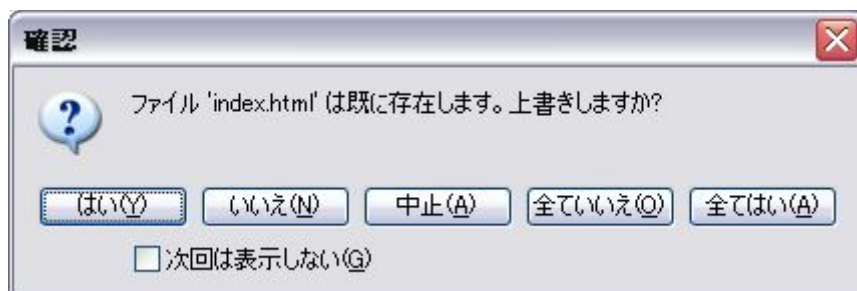 確認
ファイル 'index.html' は既に存在します。上書きしますか?
はい(Y) いいえ(N) 中止(A) 全ていいえ(O) 全てはい(A)
次回は表示しない(G)